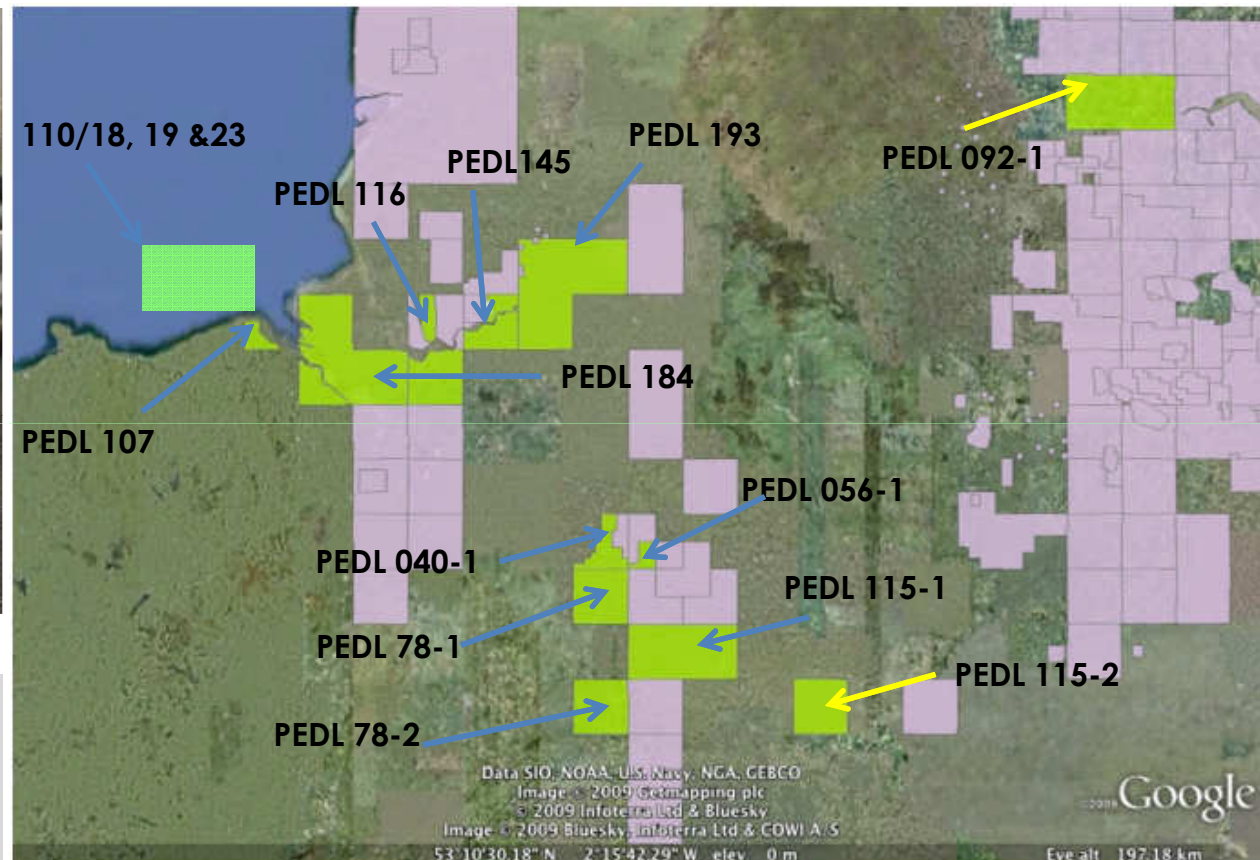 110/18, 19 &23
PEDL 193
PEDL145
PEDL 092-1
PEDL 116
PEDL 184
PEDL 107
PEDL 056-1
PEDL 040-1
PEDL 115-1
PEDL 78-1
PEDL 115-2
PEDL 78-2
Data SIO, NOAA, U.S. Navy, NGA, GEBCO
Image © 2009 Getmapping plc
© 2009 Infoterra Ltd & Bluesky
©2009 Google
Image © 2009 Bluesky, Infoterra Ltd & COWI A/S
53°10'30.18" N 2°15'42.29" W elev 0 m
Eye alt 197.18 km